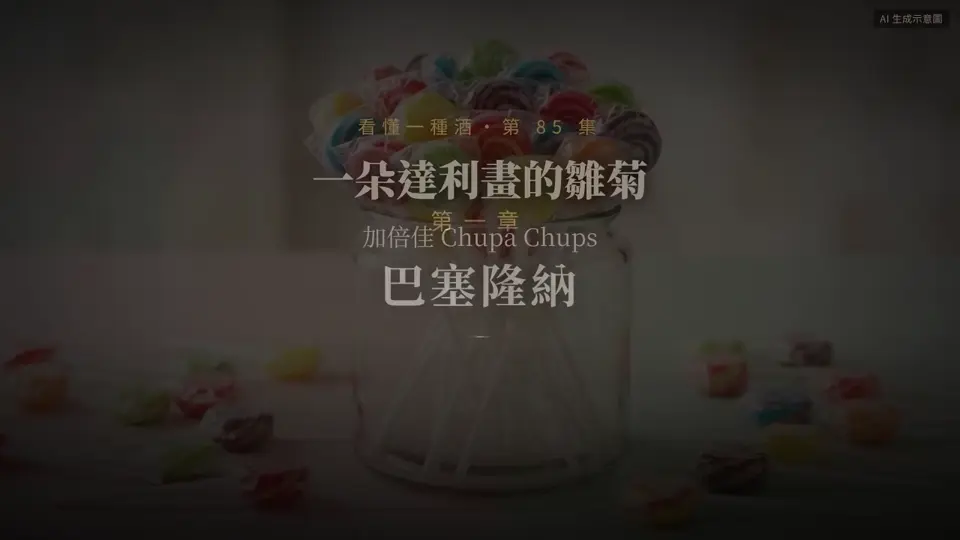 AI 生成示意圖
看懂一種酒・第 85 集
一朵達利畫的雛菊
第一章
加倍佳 Chupa Chups
巴塞隆納